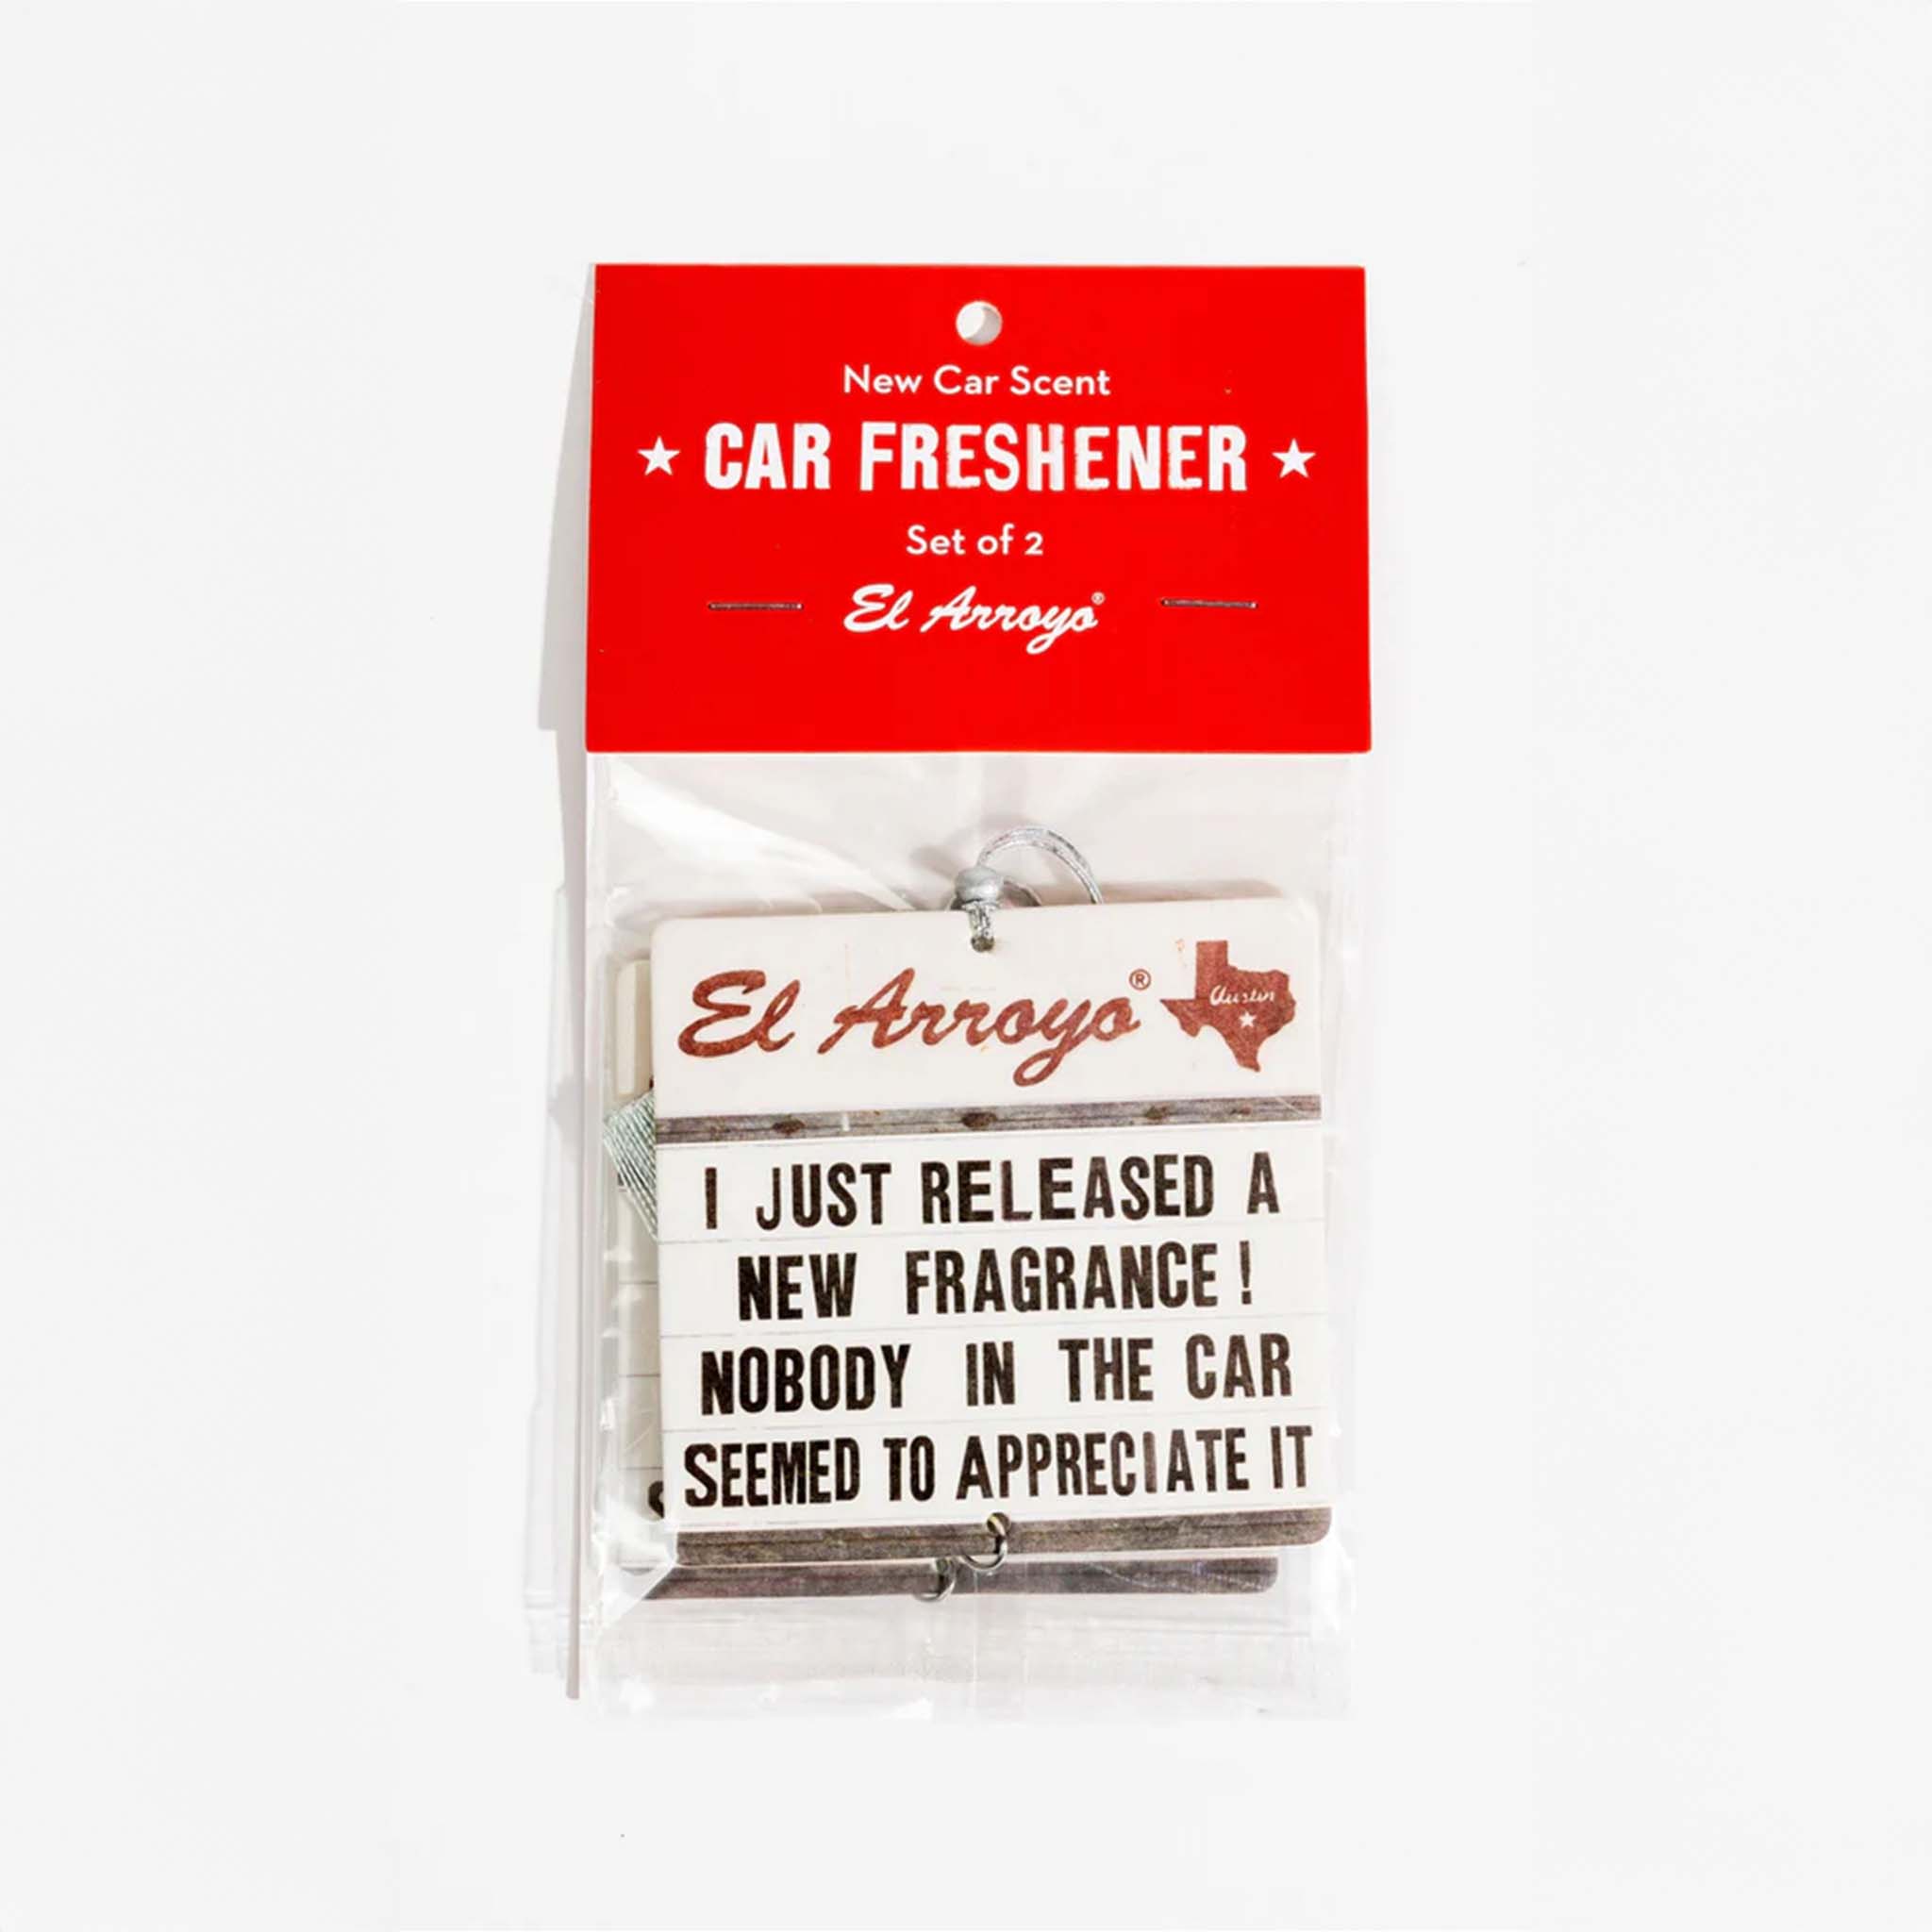 New Car Scent
★ CAR FRESHENER ★
Set of 2
El Arroyo®
El Arroyo®
Austin
I JUST RELEASED A
NEW FRAGRANCE!
NOBODY IN THE CAR
SEEMED TO APPRECIATE IT